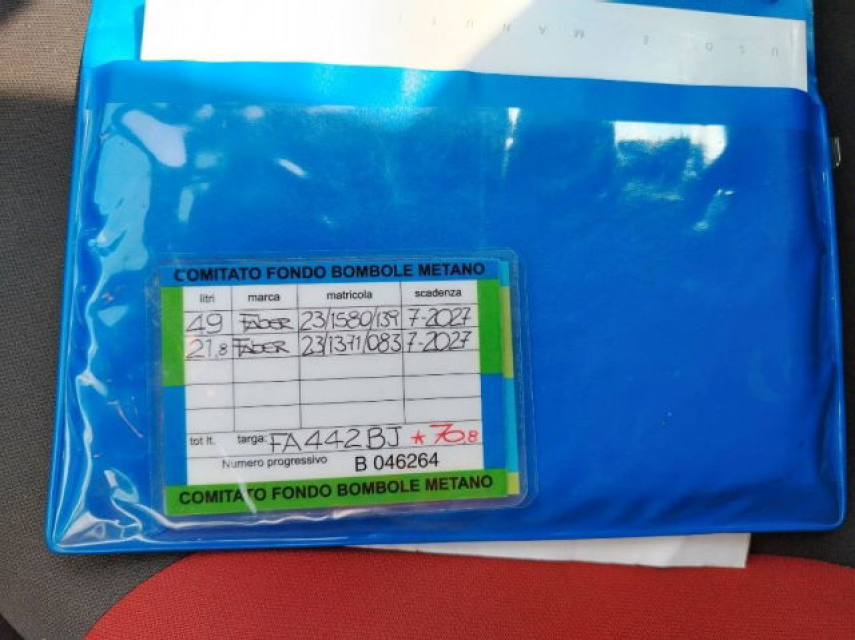 USO E MANUT
COMITATO FONDO BOMBOLE METANO
litri marca matricola scadenza
49 FABER 23/1580/139 7-2027
21,8 FABER 23/1371/083 7-2027
tot lt. targa: FA442BJ * 70,8
Numero progressivo B 046264
COMITATO FONDO BOMBOLE METANO